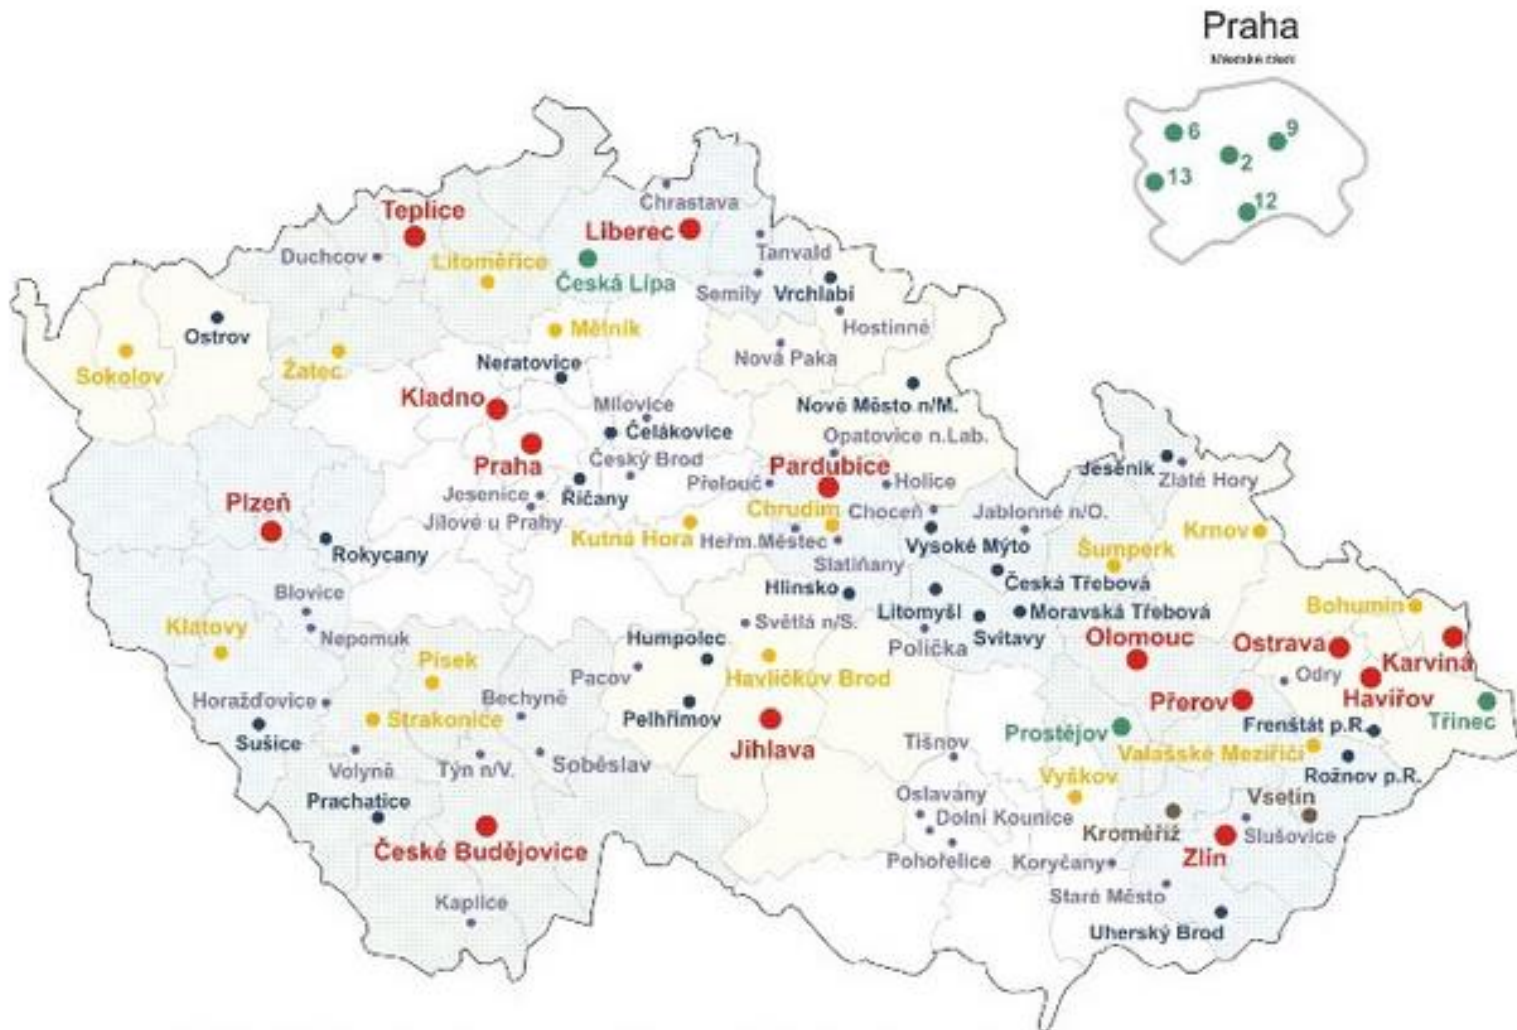 Praha
Městské části
6
9
2
13
12
Chrastava
Teplice
Liberec
Tanvald
Duchcov
Litoměřice
Česká Lípa
Semily
Vrchlabí
Ostrov
Mělník
Hostinné
Nová Paka
Neratovice
Sokolov
Žatec
Kladno
Milovice
Nové Město n/M.
Čelákovice
Opatovice n.Lab.
Praha
Český Brod
Pardubice
Jeseník
Zlaté Hory
Jesenice
Říčany
Přelouč
Holice
Plzeň
Jílové u Prahy
Chrudim
Choceň
Jablonné n/O.
Krnov
Kutná Hora
Heřm.Městec
Vysoké Mýto
Šumperk
Rokycany
Slatiňany
Hlinsko
Česká Třebová
Blovice
Litomyšl
Moravská Třebová
Bohumín
Klatovy
Nepomuk
Humpolec
Světlá n/S.
Svitavy
Polička
Olomouc
Ostrava
Karviná
Písek
Pacov
Havlíčkův Brod
Odry
Havířov
Horažďovice
Bechyně
Přerov
Strakonice
Pelhřimov
Frenštát p.R.
Třinec
Sušice
Prostějov
Jihlava
Tišnov
Valašské Meziříčí
Volyně
Týn n/V.
Soběslav
Vyškov
Rožnov p.R.
Prachatice
Oslavany
Vsetín
Dolní Kounice
Kroměříž
Slušovice
České Budějovice
Pohořelice
Koryčany
Zlín
Staré Město
Kaplice
Uherský Brod